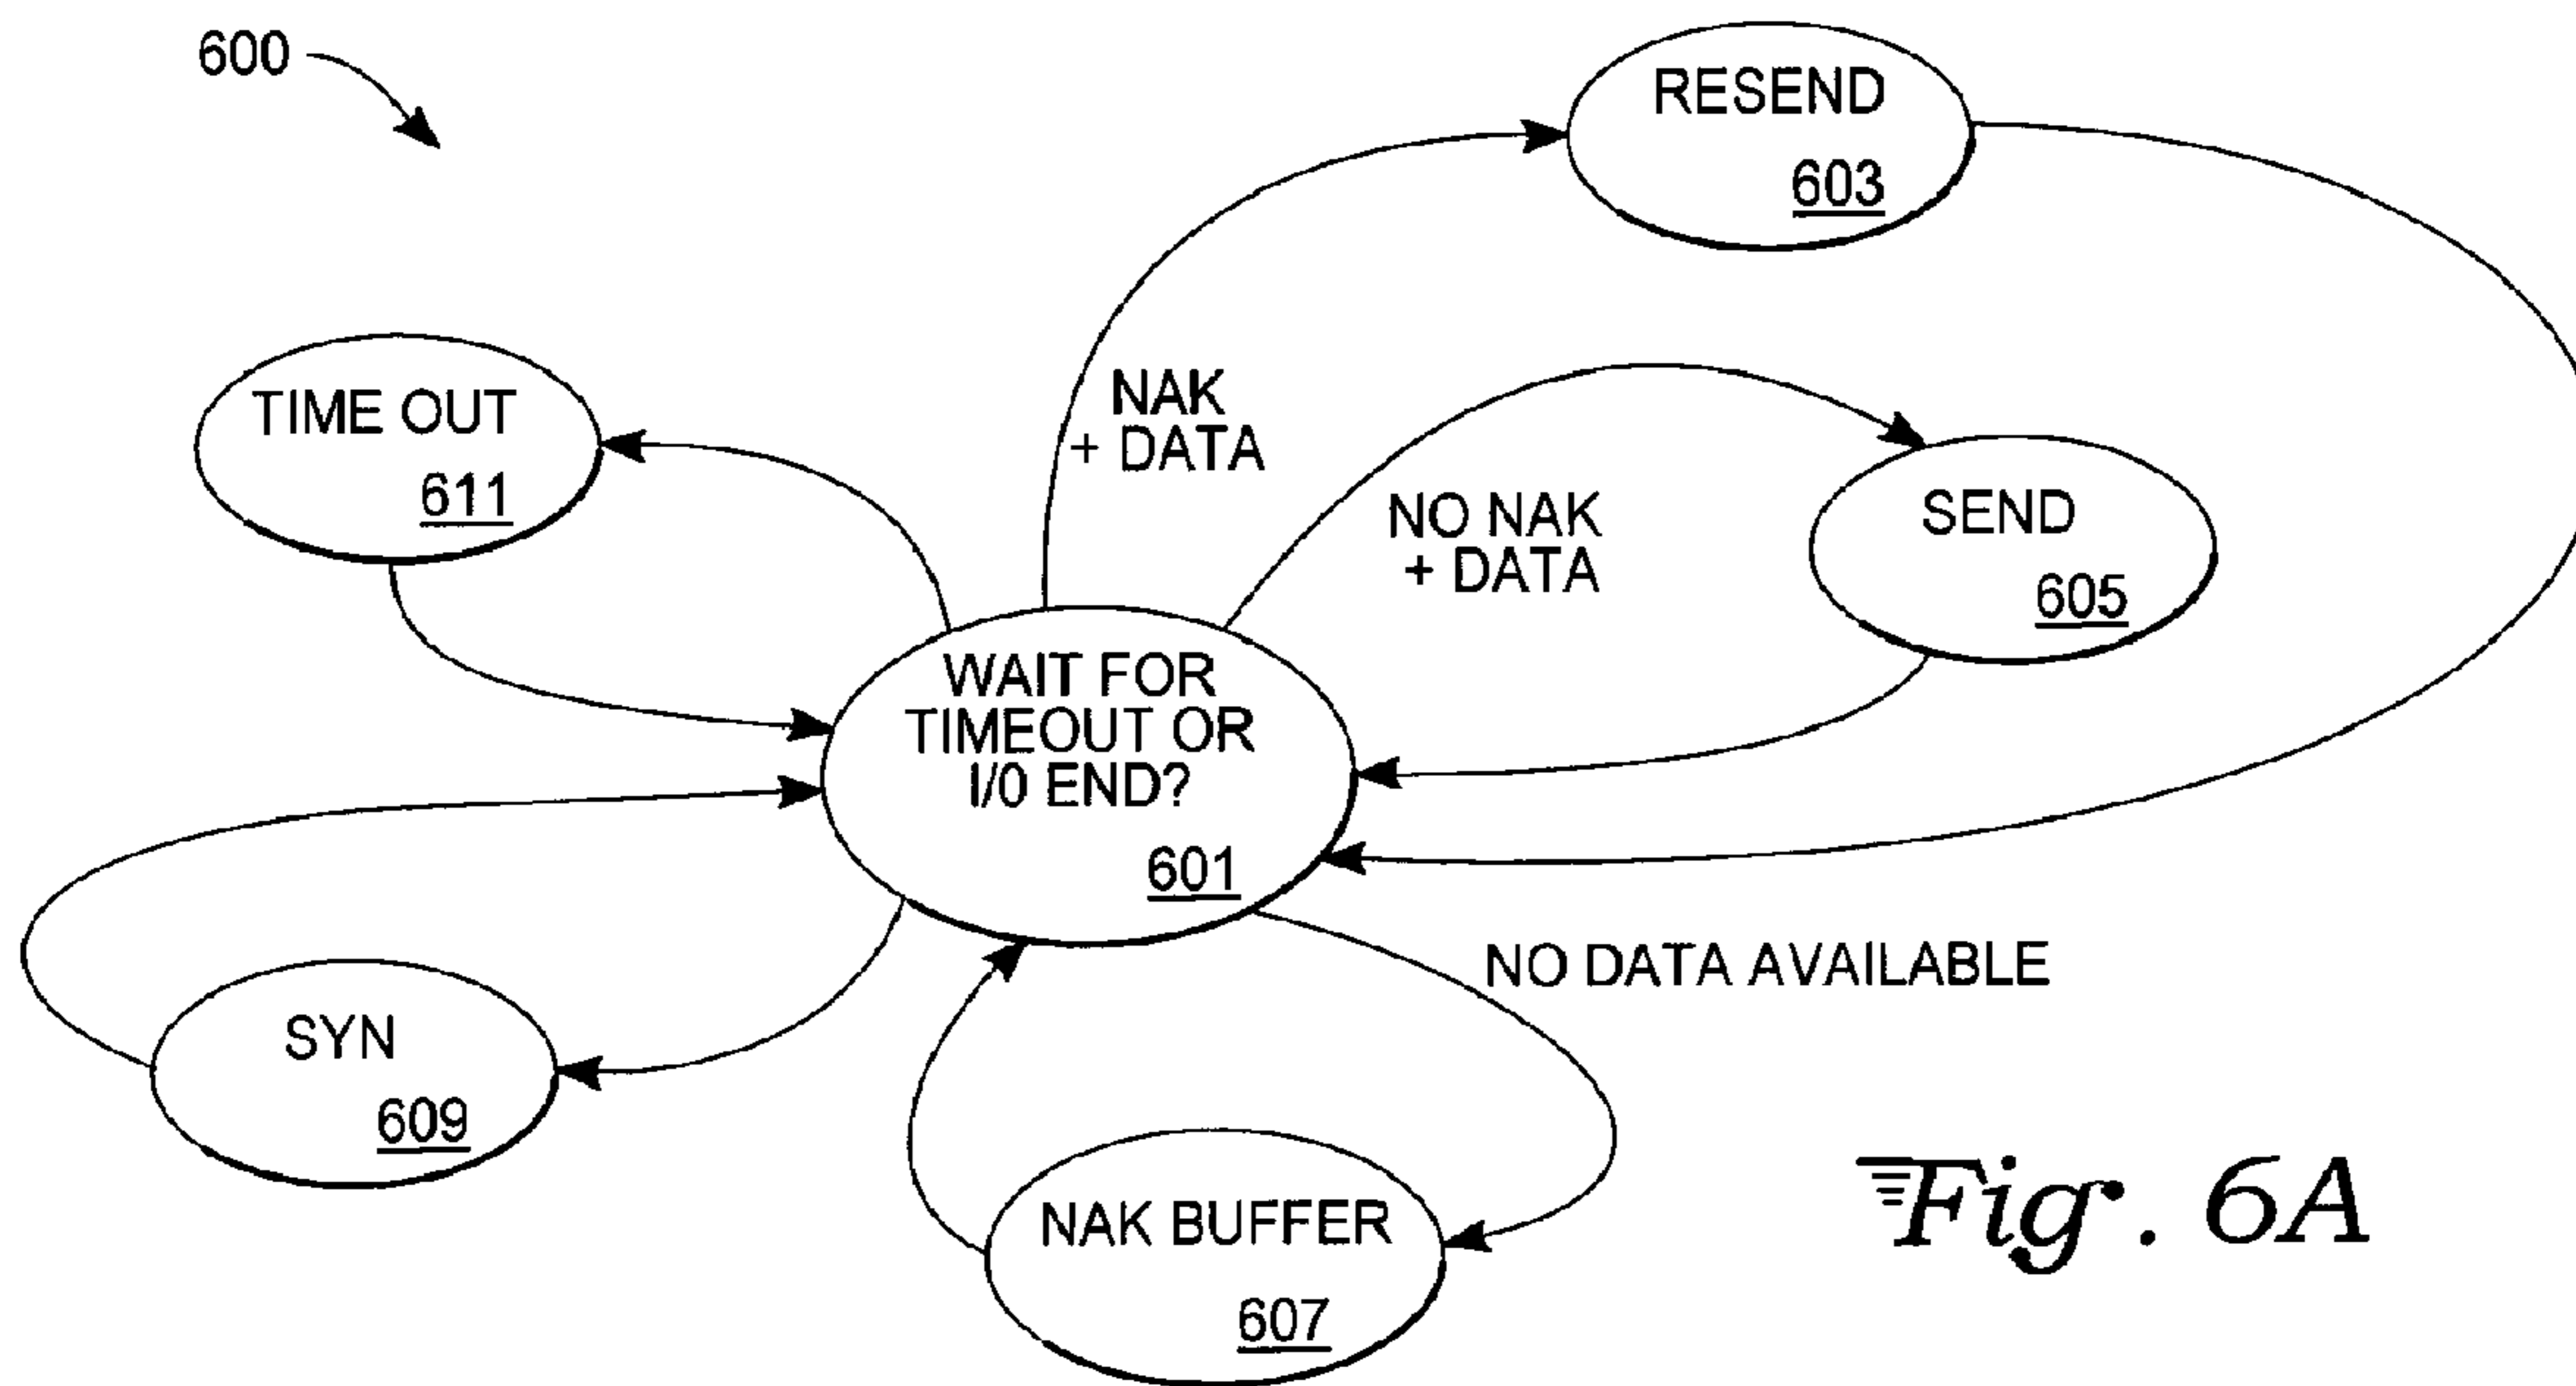 600
RESEND
603
TIME OUT
611
NAK
+ DATA
NO NAK
+ DATA
SEND
605
WAIT FOR
TIMEOUT OR
I/0 END?
601
NO DATA AVAILABLE
SYN
609
NAK BUFFER
607
Fig. 6A